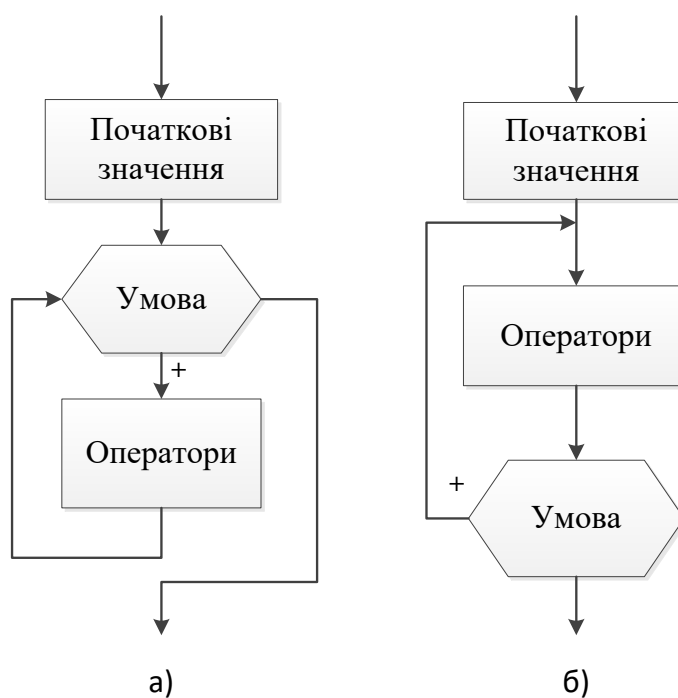 Початкові
значення
Умова
+
Оператори
а)
Початкові
значення
Оператори
+
Умова
б)